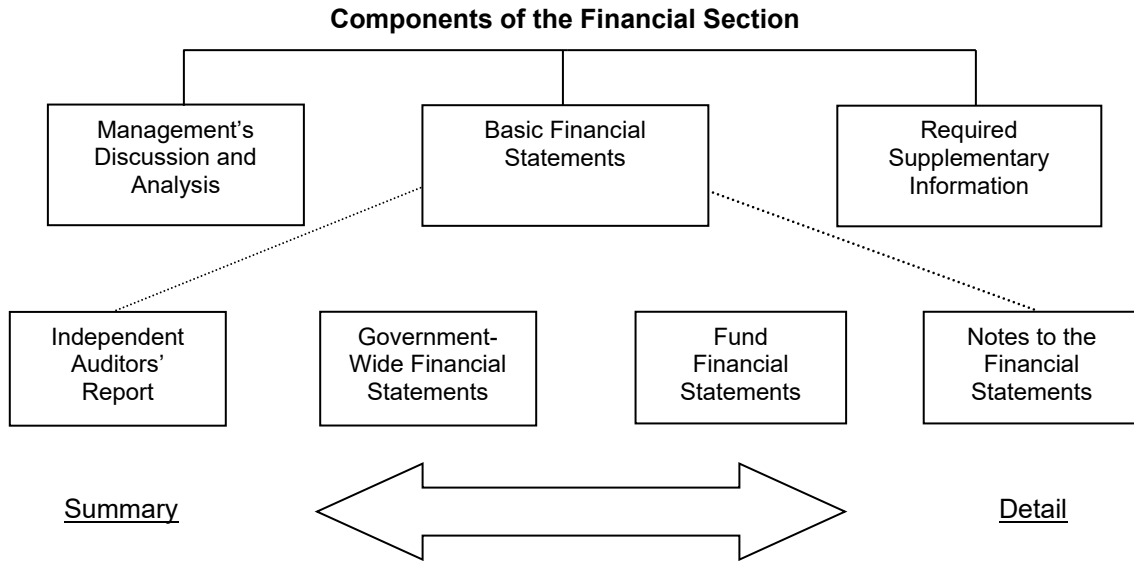 Components of the Financial Section
Management's
Discussion and
Analysis
Basic Financial
Statements
Required
Supplementary
Information
Independent
Auditors'
Report
Government-
Wide Financial
Statements
Fund
Financial
Statements
Notes to the
Financial
Statements
Summary
Detail